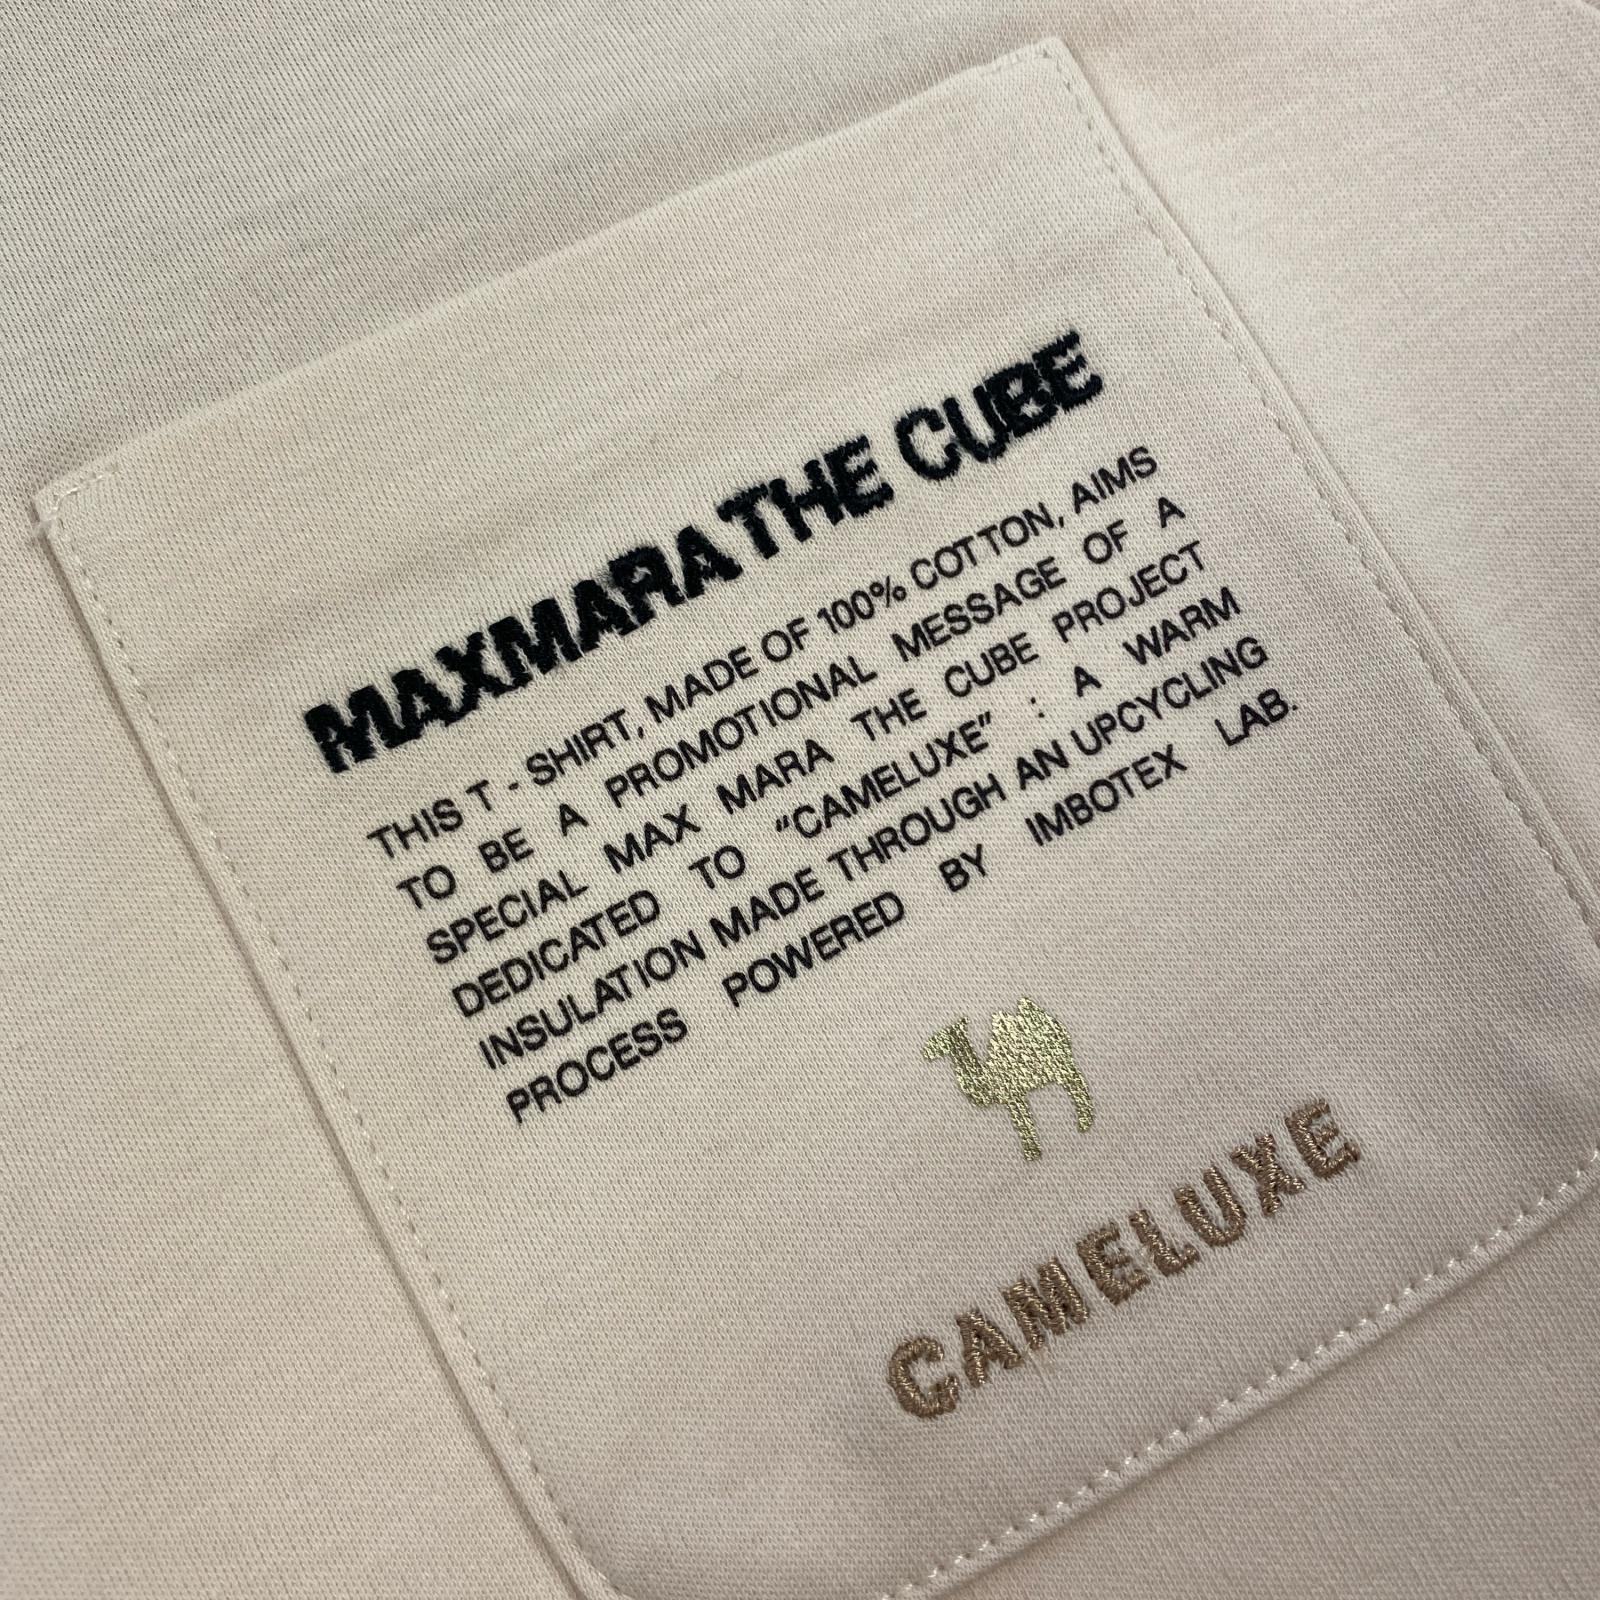 MAXMARA THE CUBE
THIS T - SHIRT, MADE OF 100% COTTON, AIMS
TO BE A PROMOTIONAL MESSAGE OF A
SPECIAL MAX MARA THE CUBE PROJECT
DEDICATED TO "CAMELUXE" : A WARM
INSULATION MADE THROUGH AN UPCYCLING
PROCESS POWERED BY IMBOTEX LAB.
CAMELUXE